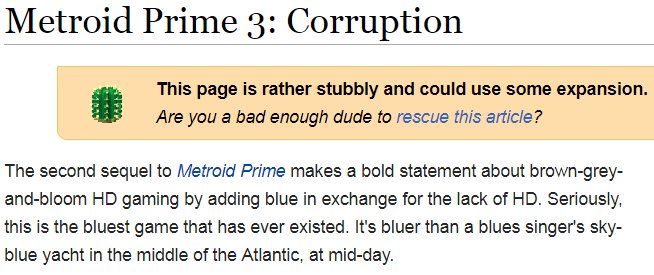 Metroid Prime 3: Corruption
This page is rather stubbly and could use some expansion.
Are you a bad enough dude to rescue this article?
The second sequel to Metroid Prime makes a bold statement about brown-grey-
and-bloom HD gaming by adding blue in exchange for the lack of HD. Seriously,
this is the bluest game that has ever existed. It's bluer than a blues singer's sky-
blue yacht in the middle of the Atlantic, at mid-day.